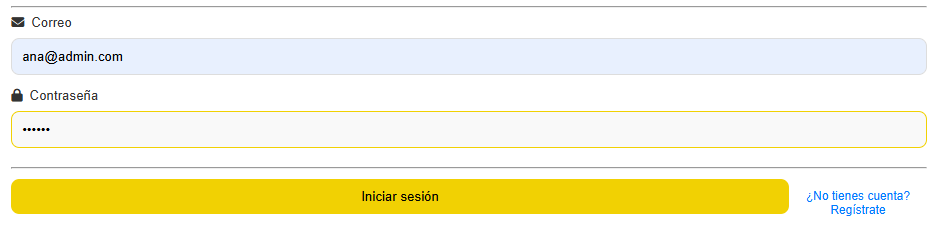 Correo
ana@admin.com
Contraseña
••••••
Iniciar sesión
¿No tienes cuenta?
Regístrate